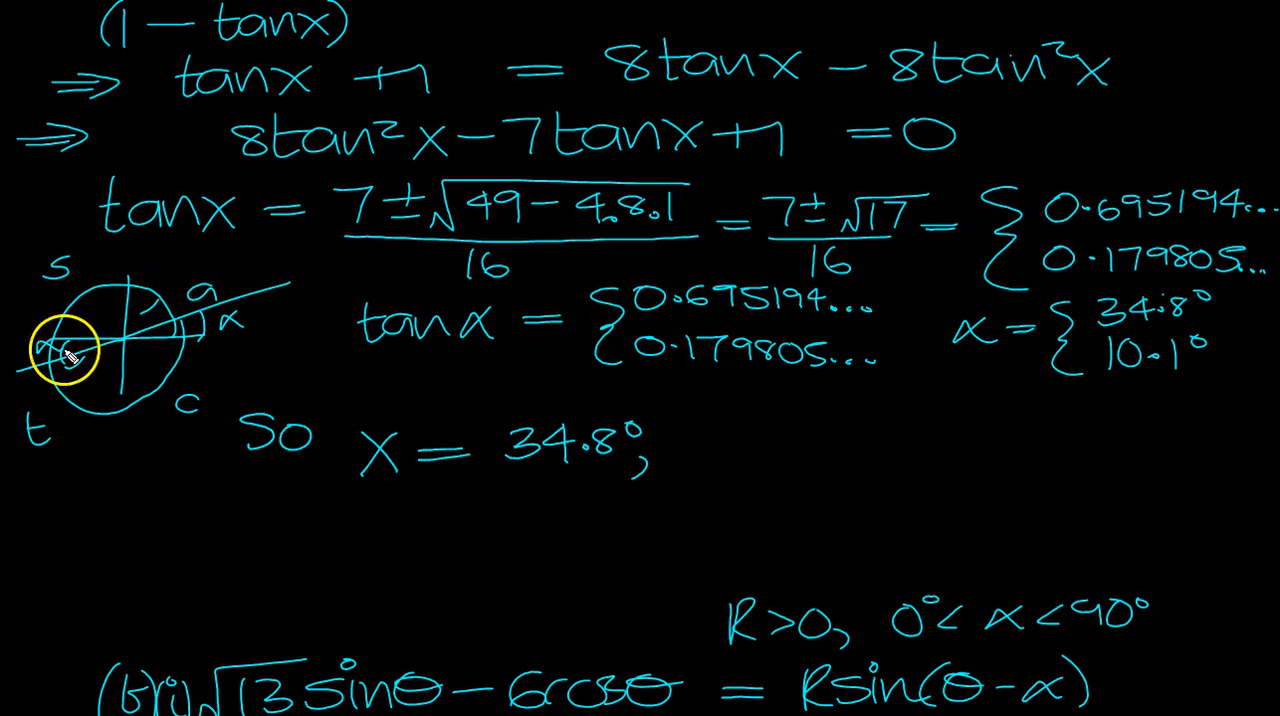 (1 − tanx)
⇒ tanx + 1 = 8tanx − 8tan²x
⇒ 8tan²x − 7tanx + 1 = 0
tanx = 7 ± √49 − 4.8.1 / 16 = 7 ± √17 / 16 = { 0.695194... 0.179805...
s
a
α
α
t
c
tanα = { 0.695194... 0.179805...
α = { 34.8° 10.1°
So x = 34.8°,
R>0, 0° < α < 90°
(b)(i) √13 sinθ − 6cosθ = Rsin(θ − α)